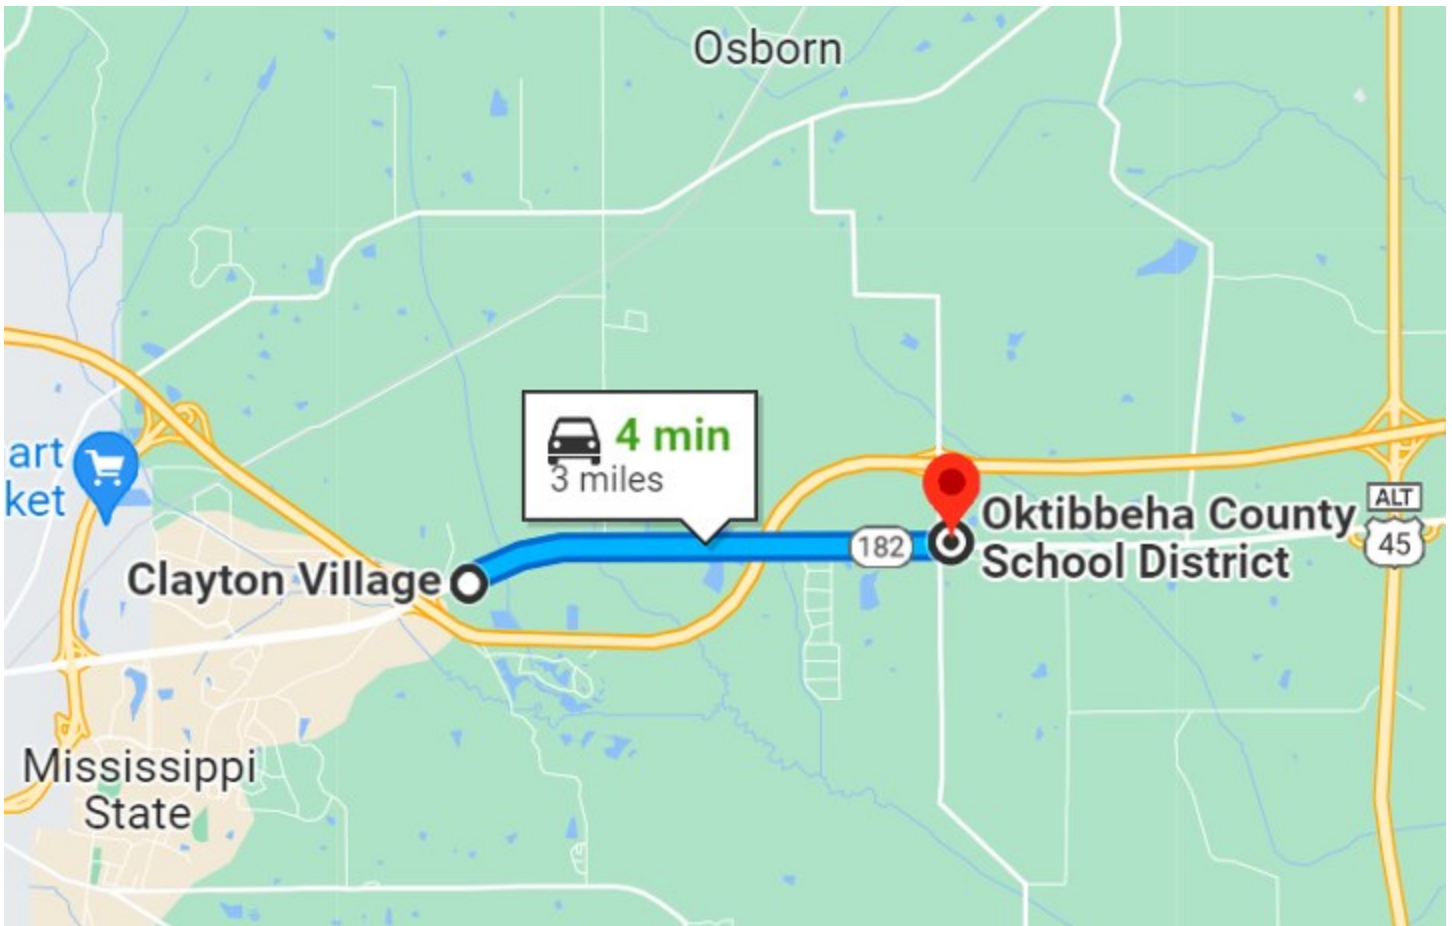 Osborn
4 min
3 miles
art
ket
Clayton Village
182
Oktibbeha County
School District
ALT
45
Mississippi
State